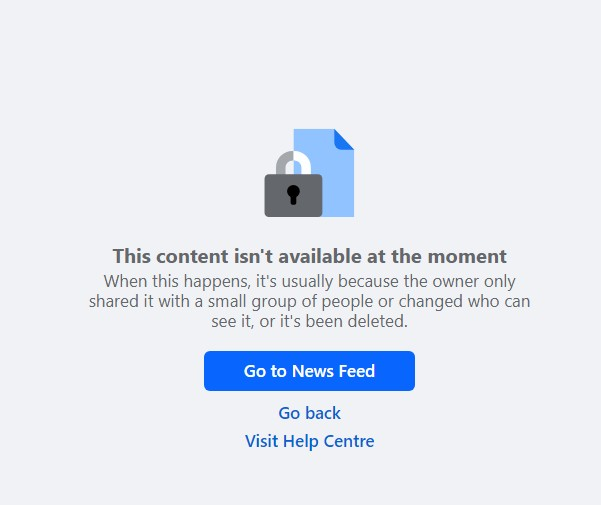 This content isn't available at the moment
When this happens, it's usually because the owner only
shared it with a small group of people or changed who can
see it, or it's been deleted.
Go to News Feed
Go back
Visit Help Centre